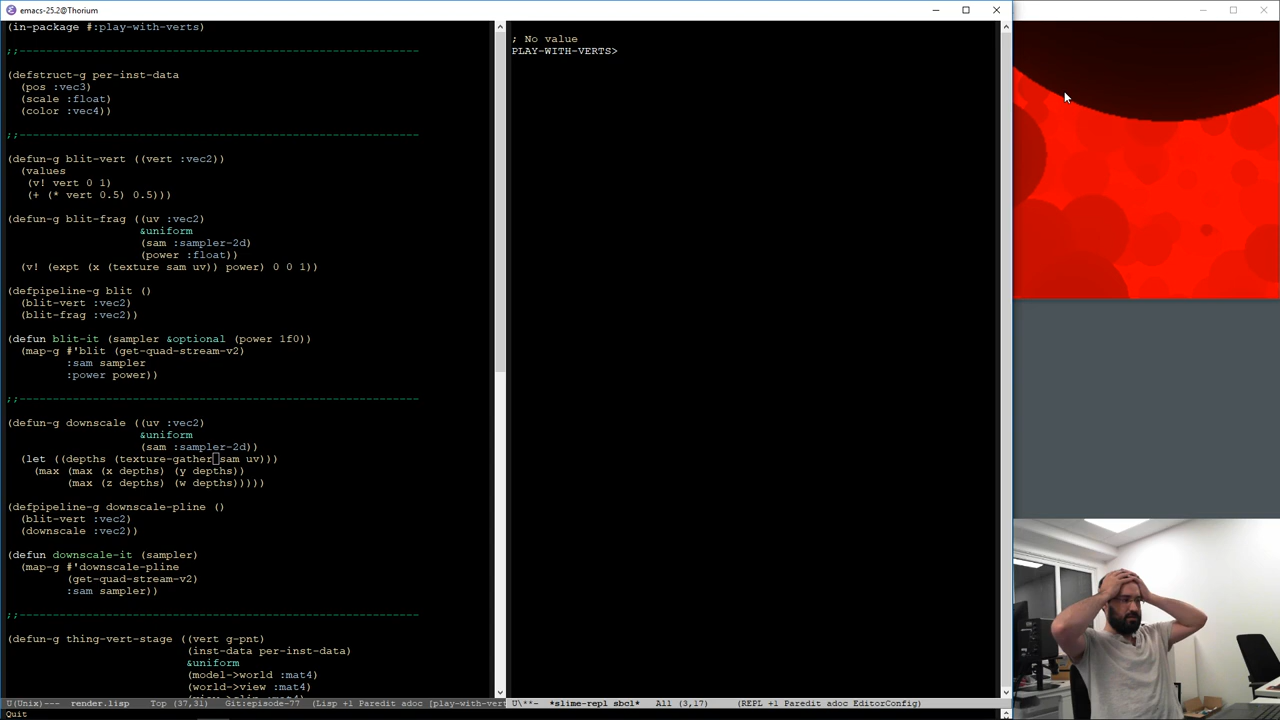 emacs-25.2@Thorium
(in-package #:play-with-verts)
;;------------------------------------------------------------
(defstruct-g per-inst-data
(pos :vec3)
(scale :float)
(color :vec4))
;;------------------------------------------------------------
(defun-g blit-vert ((vert :vec2))
(values
(v! vert 0 1)
(+ (* vert 0.5) 0.5)))
(defun-g blit-frag ((uv :vec2)
&uniform
(sam :sampler-2d)
(power :float))
(v! (expt (x (texture sam uv)) power) 0 0 1))
(defpipeline-g blit ()
(blit-vert :vec2)
(blit-frag :vec2))
(defun blit-it (sampler &optional (power 1f0))
(map-g #'blit (get-quad-stream-v2)
:sam sampler
:power power))
;;------------------------------------------------------------
(defun-g downscale ((uv :vec2)
&uniform
(sam :sampler-2d))
(let ((depths (texture-gather sam uv)))
(max (max (x depths) (y depths))
(max (z depths) (w depths)))))
(defpipeline-g downscale-pline ()
(blit-vert :vec2)
(downscale :vec2))
(defun downscale-it (sampler)
(map-g #'downscale-pline
(get-quad-stream-v2)
:sam sampler))
;;------------------------------------------------------------
(defun-g thing-vert-stage ((vert g-pnt)
(inst-data per-inst-data)
&uniform
(model->world :mat4)
(world->view :mat4)
U(Unix)--- render.lisp Top (37,31) Git:episode-77 (Lisp +1 Paredit adoc [play-with-vert
Quit
; No value
PLAY-WITH-VERTS>
U\**- *slime-repl sbcl* All (3,17) (REPL +1 Paredit adoc EditorConfig)